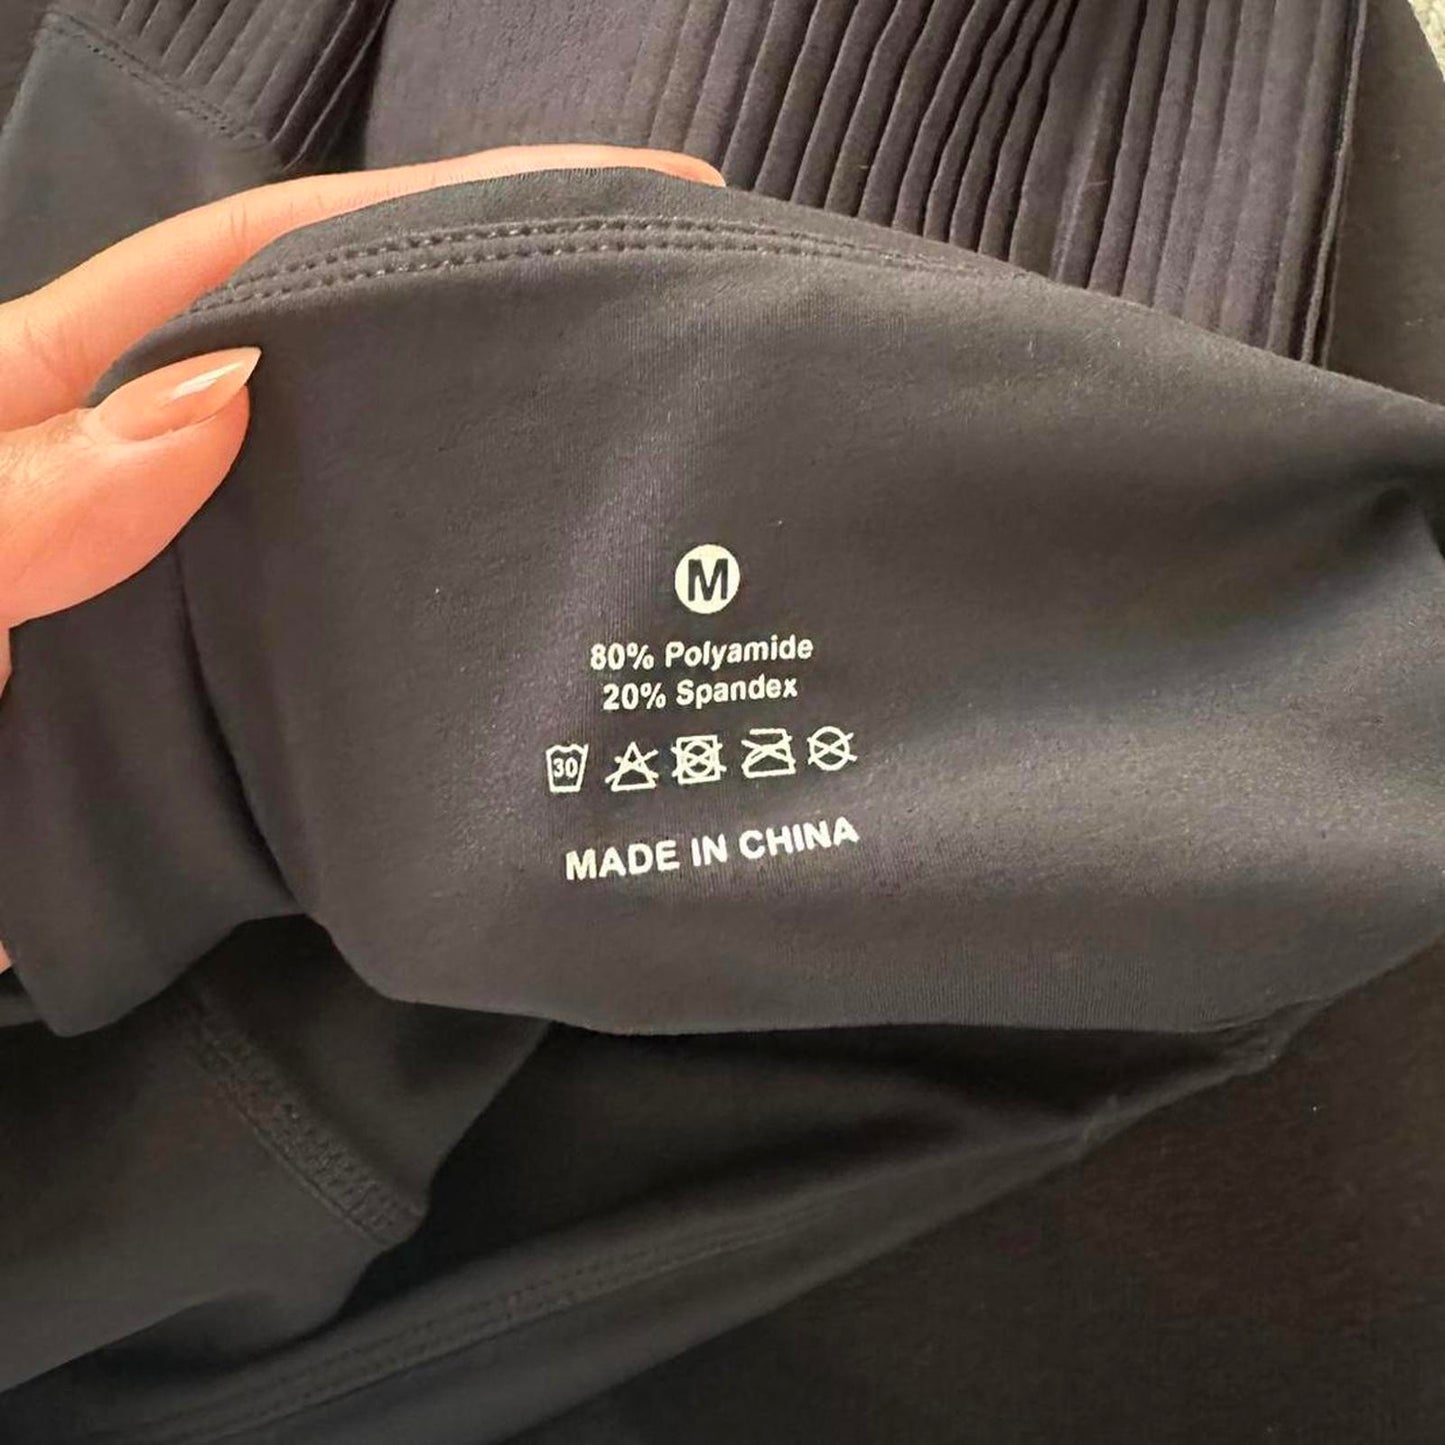 M
80% Polyamide
20% Spandex
30
MADE IN CHINA